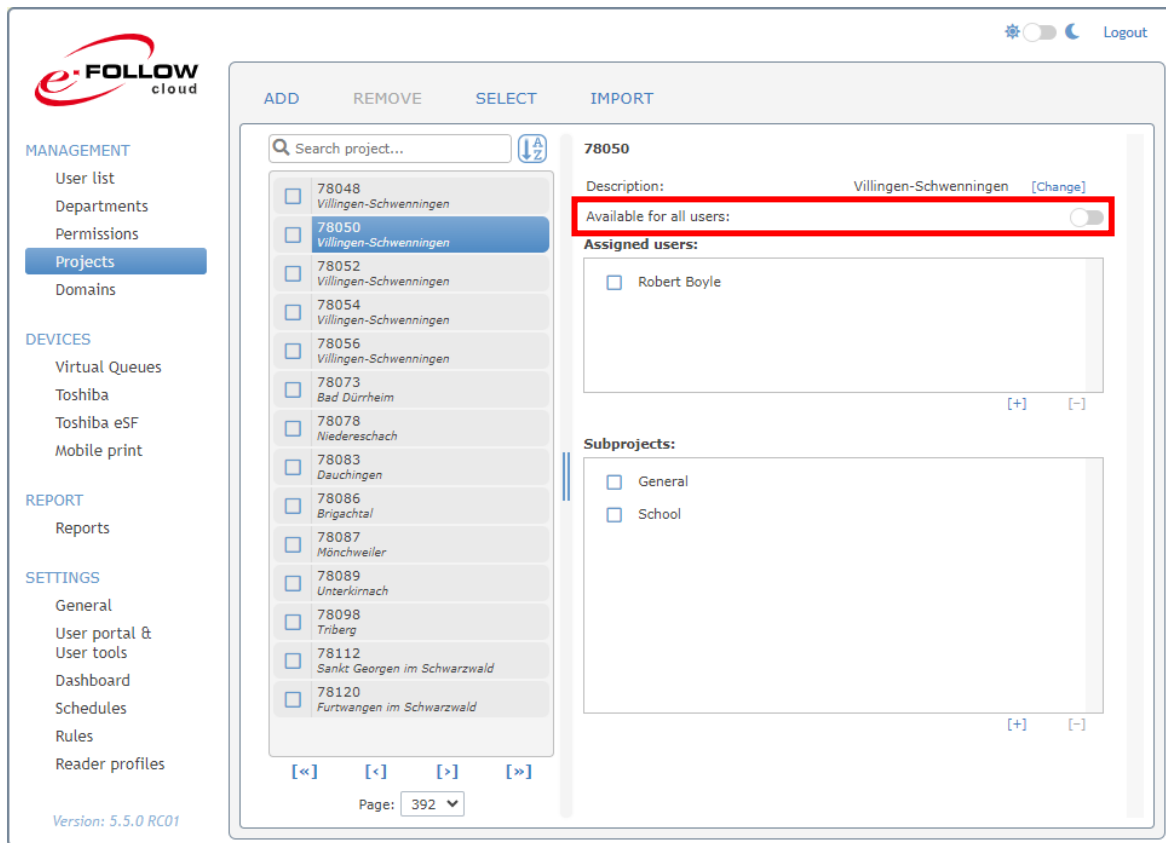 Logout
e-FOLLOW
cloud
ADD REMOVE SELECT IMPORT
MANAGEMENT
User list
Departments
Permissions
Projects
Domains
DEVICES
Virtual Queues
Toshiba
Toshiba eSF
Mobile print
REPORT
Reports
SETTINGS
General
User portal &
User tools
Dashboard
Schedules
Rules
Reader profiles
Version: 5.5.0 RC01
Search project...
A
Z
78048
Villingen-Schwenningen
78050
Villingen-Schwenningen
78052
Villingen-Schwenningen
78054
Villingen-Schwenningen
78056
Villingen-Schwenningen
78073
Bad Dürrheim
78078
Niedereschach
78083
Dauchingen
78086
Brigachtal
78087
Mönchweiler
78089
Unterkirnach
78098
Triberg
78112
Sankt Georgen im Schwarzwald
78120
Furtwangen im Schwarzwald
[«] [‹] [›] [»]
Page: 392
78050
Description: Villingen-Schwenningen [Change]
Available for all users:
Assigned users:
Robert Boyle
[+] [-]
Subprojects:
General
School
[+] [-]